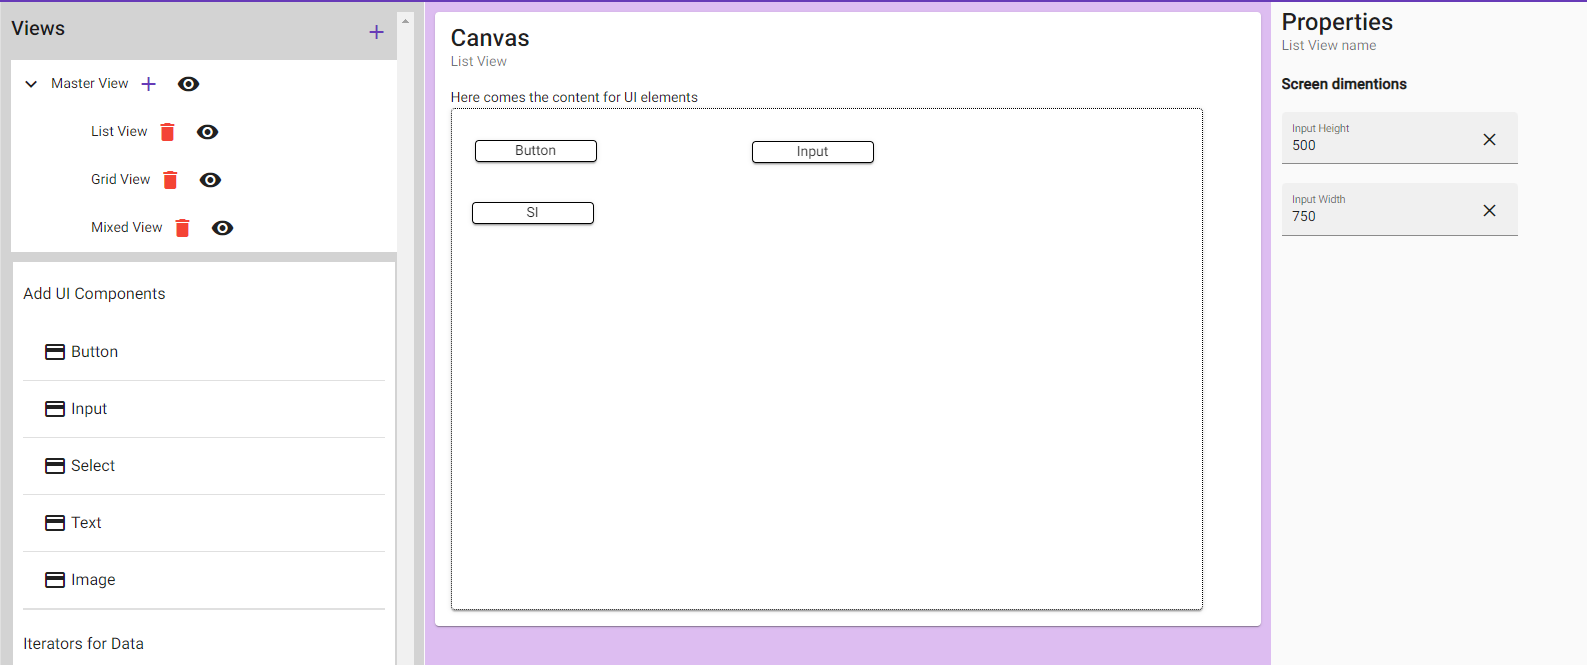 Views
Master View
List View
Grid View
Mixed View
Add UI Components
Button
Input
Select
Text
Image
Iterators for Data
Canvas
List View
Here comes the content for UI elements
Button
Input
SI
Properties
List View name
Screen dimentions
Input Height
500
Input Width
750